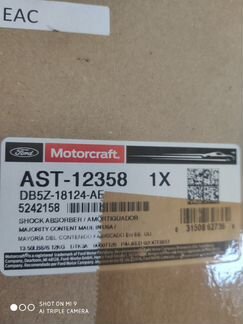 EAC
Ford Motorcraft.
AST-12358 1X
DB5Z-18124-AE
5242158
SHOCK ABSORBER / AMORTIGUADOR
MAJORITY CONTENT MADE IN USA /
MAYORIA DEL CONTENIDO FABRICADO EN EE. UU.
Motorcraft
SHOT ON MI 9
AI TRIPLE CAMERA